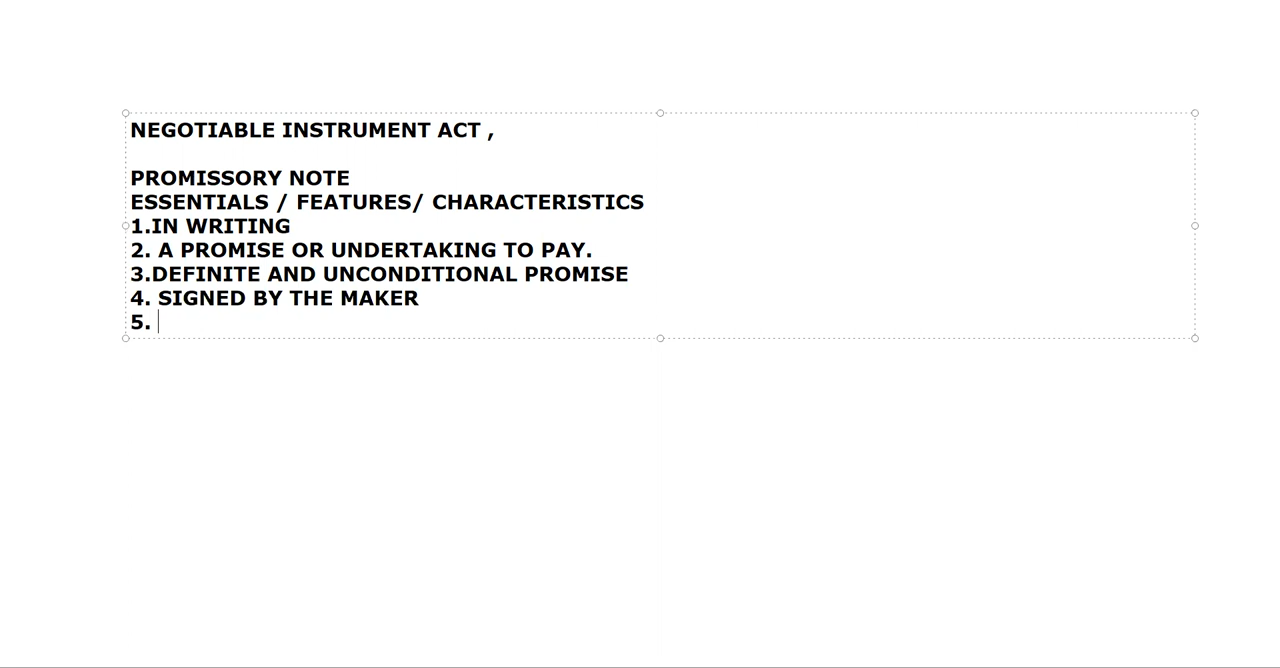 NEGOTIABLE INSTRUMENT ACT ,
PROMISSORY NOTE
ESSENTIALS / FEATURES/ CHARACTERISTICS
1.IN WRITING
2. A PROMISE OR UNDERTAKING TO PAY.
3.DEFINITE AND UNCONDITIONAL PROMISE
4. SIGNED BY THE MAKER
5.